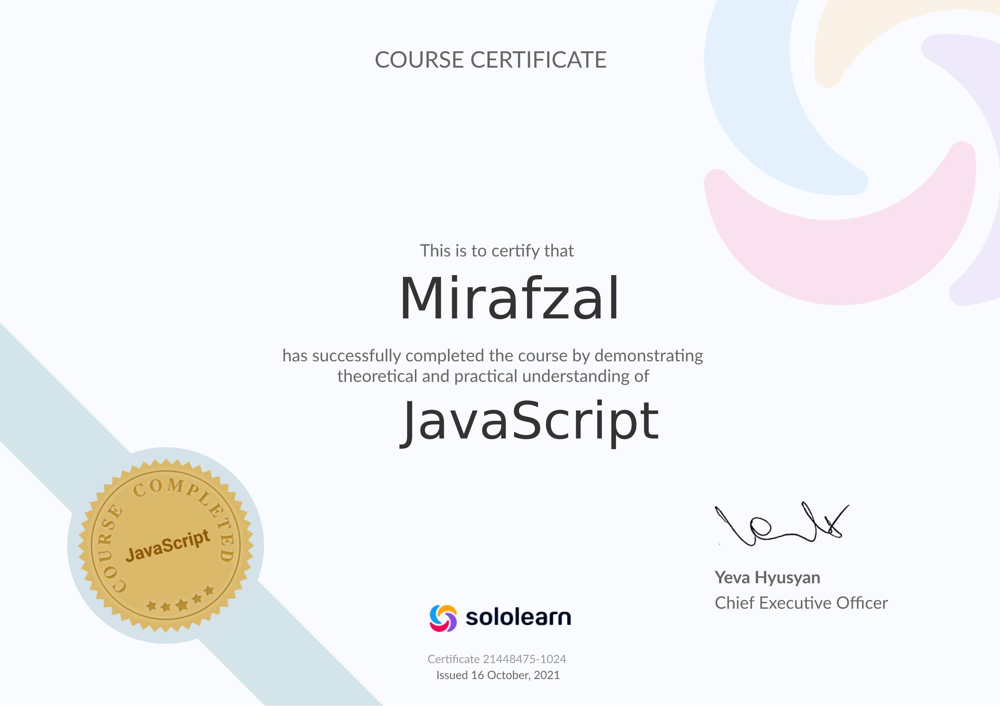 COURSE CERTIFICATE
This is to certify that
Mirafzal
has successfully completed the course by demonstrating
theoretical and practical understanding of
JavaScript
COURSE COMPLETED
JavaScript
Yeva Hyusyan
Chief Executive Officer
sololearn
Certificate 21448475-1024
Issued 16 October, 2021